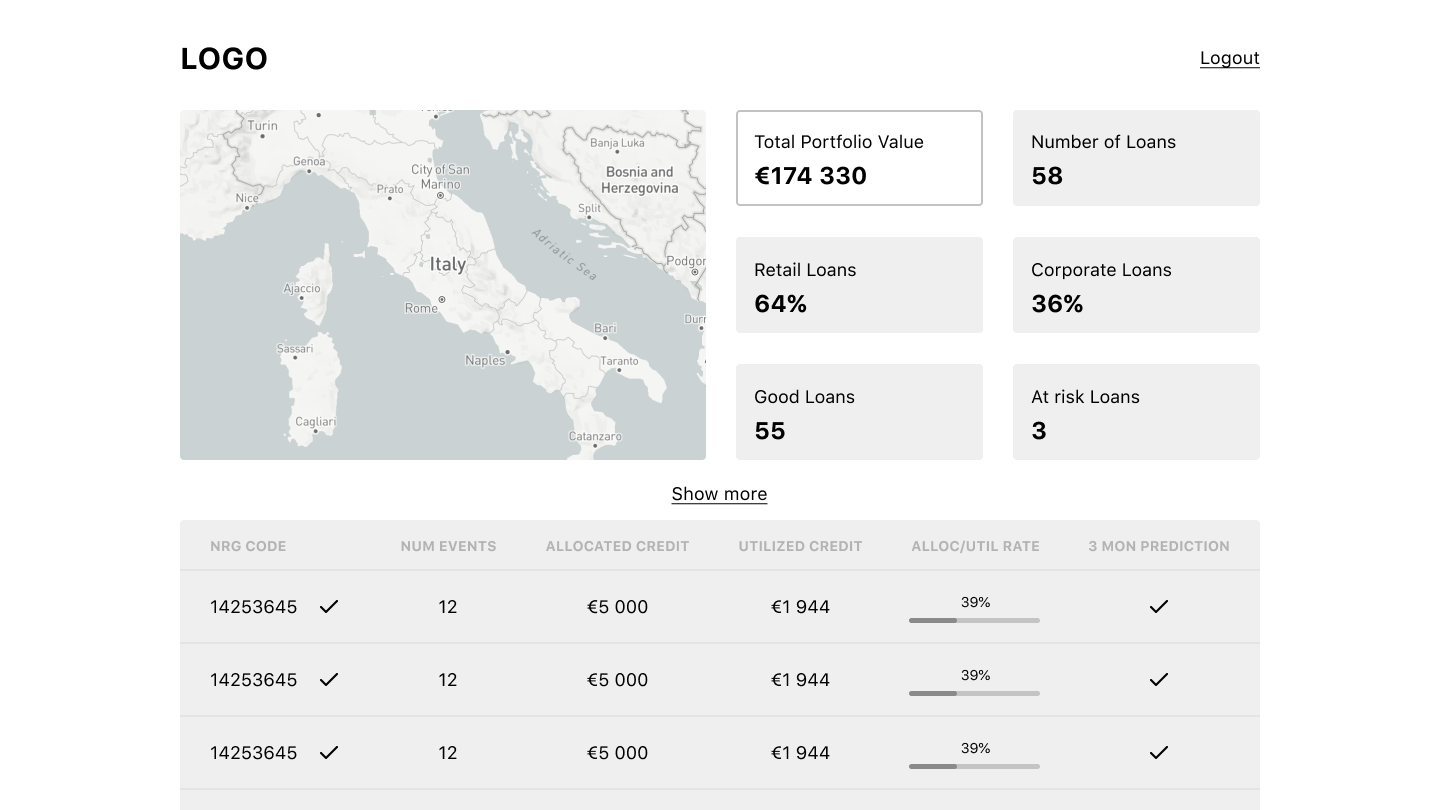 LOGO
Logout
Turin
Genoa
Nice
Prato
City of San
Marino
Banja Luka
Bosnia and
Herzegovina
Split
Adriatic Sea
Italy
Ajaccio
Rome
Podgor
Bari
Durr
Sassari
Naples
Taranto
Cagliari
Catanzaro
Total Portfolio Value
€174 330
Number of Loans
58
Retail Loans
64%
Corporate Loans
36%
Good Loans
55
At risk Loans
3
Show more
NRG CODE NUM EVENTS ALLOCATED CREDIT UTILIZED CREDIT ALLOC/UTIL RATE 3 MON PREDICTION
14253645 12 €5 000 €1 944 39%
14253645 12 €5 000 €1 944 39%
14253645 12 €5 000 €1 944 39%